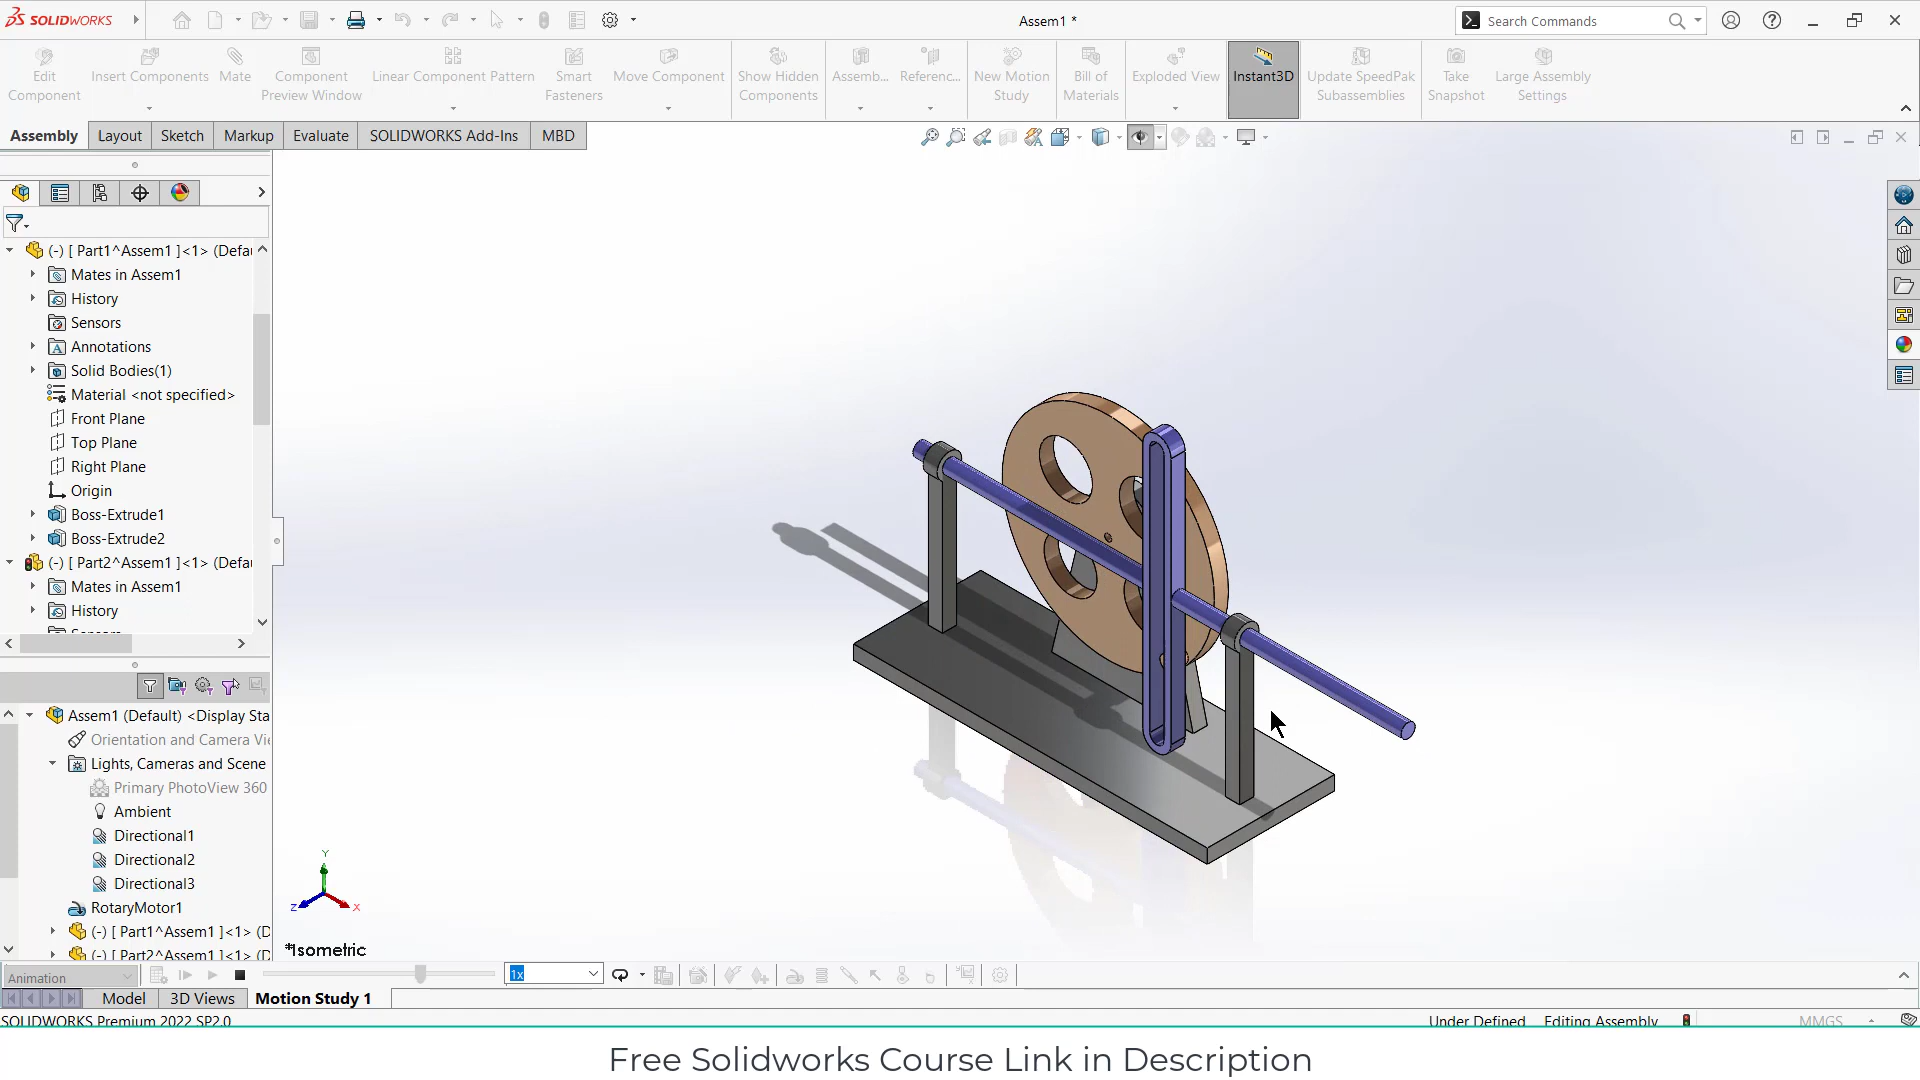 SOLIDWORKS
Assem1 *
Search Commands
Edit Component
Insert Components
Mate
Component Preview Window
Linear Component Pattern
Smart Fasteners
Move Component
Show Hidden Components
Assemb...
Referenc...
New Motion Study
Bill of Materials
Exploded View
Instant3D
Update SpeedPak Subassemblies
Take Snapshot
Large Assembly Settings
Assembly
Layout
Sketch
Markup
Evaluate
SOLIDWORKS Add-Ins
MBD
(-) [ Part1^Assem1 ]<1> (Defau
Mates in Assem1
History
Sensors
Annotations
Solid Bodies(1)
Material <not specified>
Front Plane
Top Plane
Right Plane
Origin
Boss-Extrude1
Boss-Extrude2
(-) [ Part2^Assem1 ]<1> (Defau
Mates in Assem1
History
Assem1 (Default) <Display Sta
Orientation and Camera Vie
Lights, Cameras and Scene
Primary PhotoView 360
Ambient
Directional1
Directional2
Directional3
RotaryMotor1
(-) [ Part1^Assem1 ]<1> (D
(-) [ Part2^Assem1 ]<1> (D
Y
Z
X
*Isometric
Animation
1x
Model
3D Views
Motion Study 1
SOLIDWORKS Premium 2022 SP2.0
Under Defined
Editing Assembly
MMGS
Free Solidworks Course Link in Description